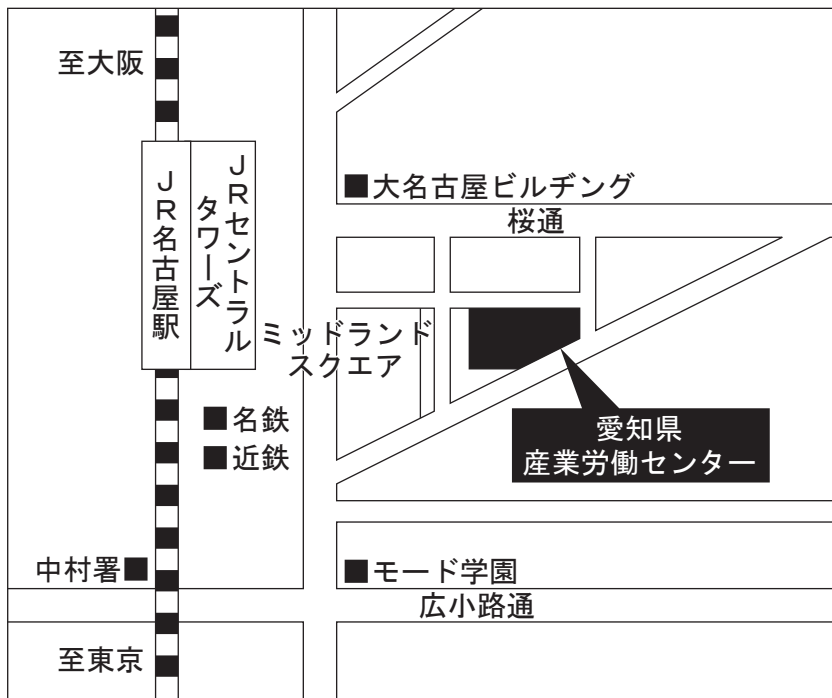 至大阪
JR名古屋駅
JRセントラル
タワーズ
■大名古屋ビルヂング
桜通
ミッドランド
スクエア
■名鉄
■近鉄
愛知県
産業労働センター
中村署■
■モード学園
広小路通
至東京